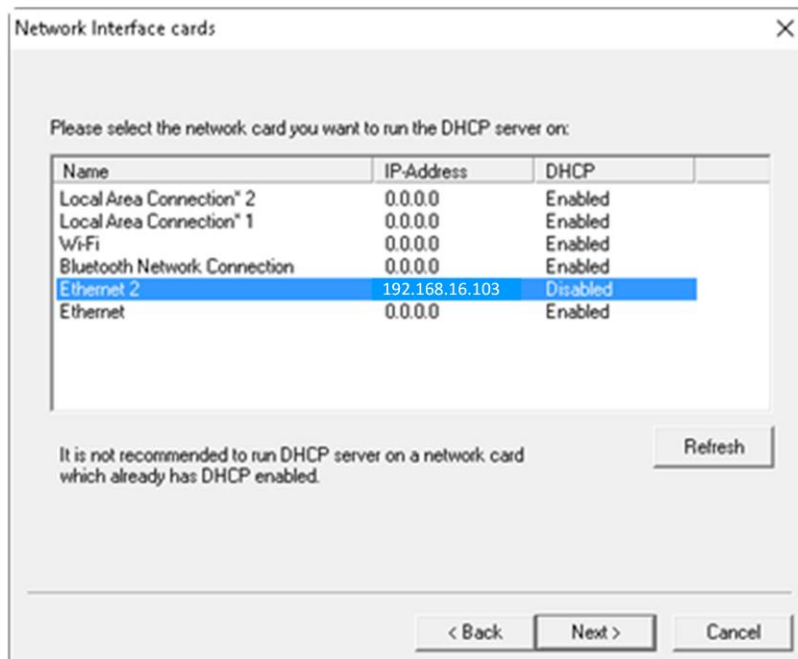 Network Interface cards
Please select the network card you want to run the DHCP server on:
Name IP-Address DHCP
Local Area Connection* 2 0.0.0.0 Enabled
Local Area Connection* 1 0.0.0.0 Enabled
Wi-Fi 0.0.0.0 Enabled
Bluetooth Network Connection 0.0.0.0 Enabled
Ethernet 2 192.168.16.103 Disabled
Ethernet 0.0.0.0 Enabled
It is not recommended to run DHCP server on a network card
which already has DHCP enabled.
Refresh
< Back Next > Cancel